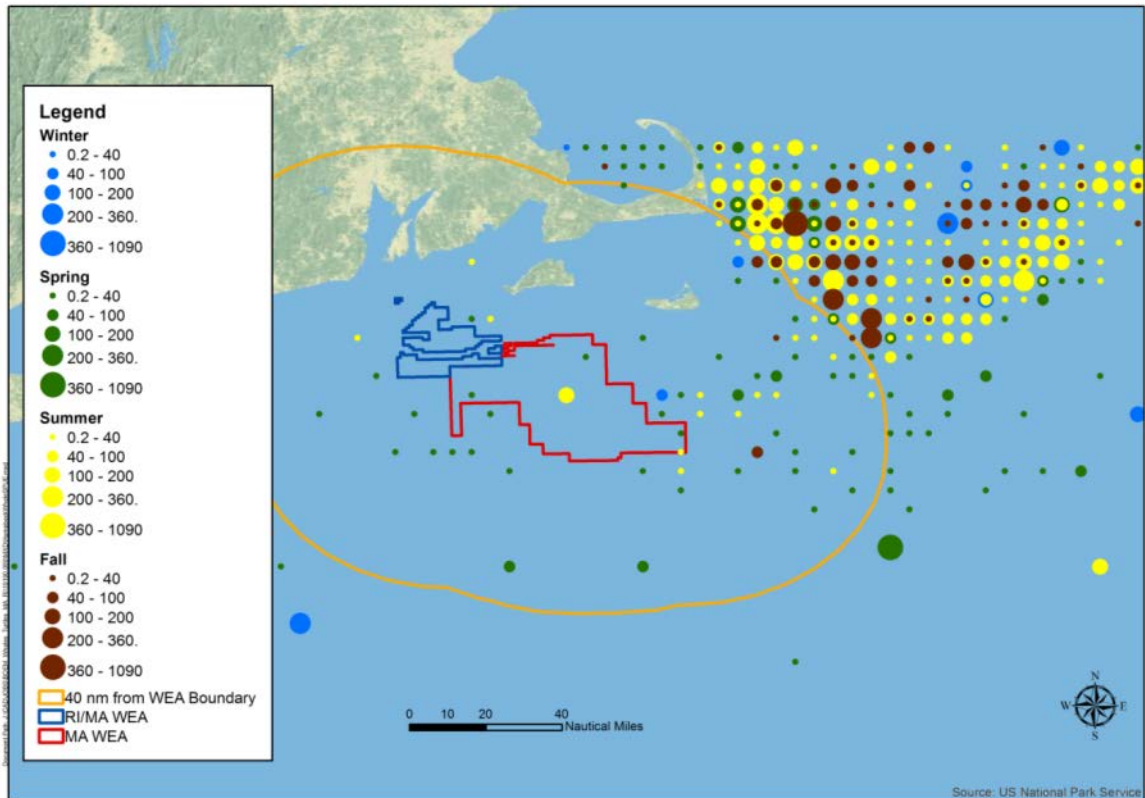 Legend
Winter
0.2 - 40
40 - 100
100 - 200
200 - 360.
360 - 1090
Spring
0.2 - 40
40 - 100
100 - 200
200 - 360.
360 - 1090
Summer
0.2 - 40
40 - 100
100 - 200
200 - 360.
360 - 1090
Fall
0.2 - 40
40 - 100
100 - 200
200 - 360.
360 - 1090
40 nm from WEA Boundary
RI/MA WEA
MA WEA
0 10 20 40
Nautical Miles
N
W E
S
Source: US National Park Service
Document Path: